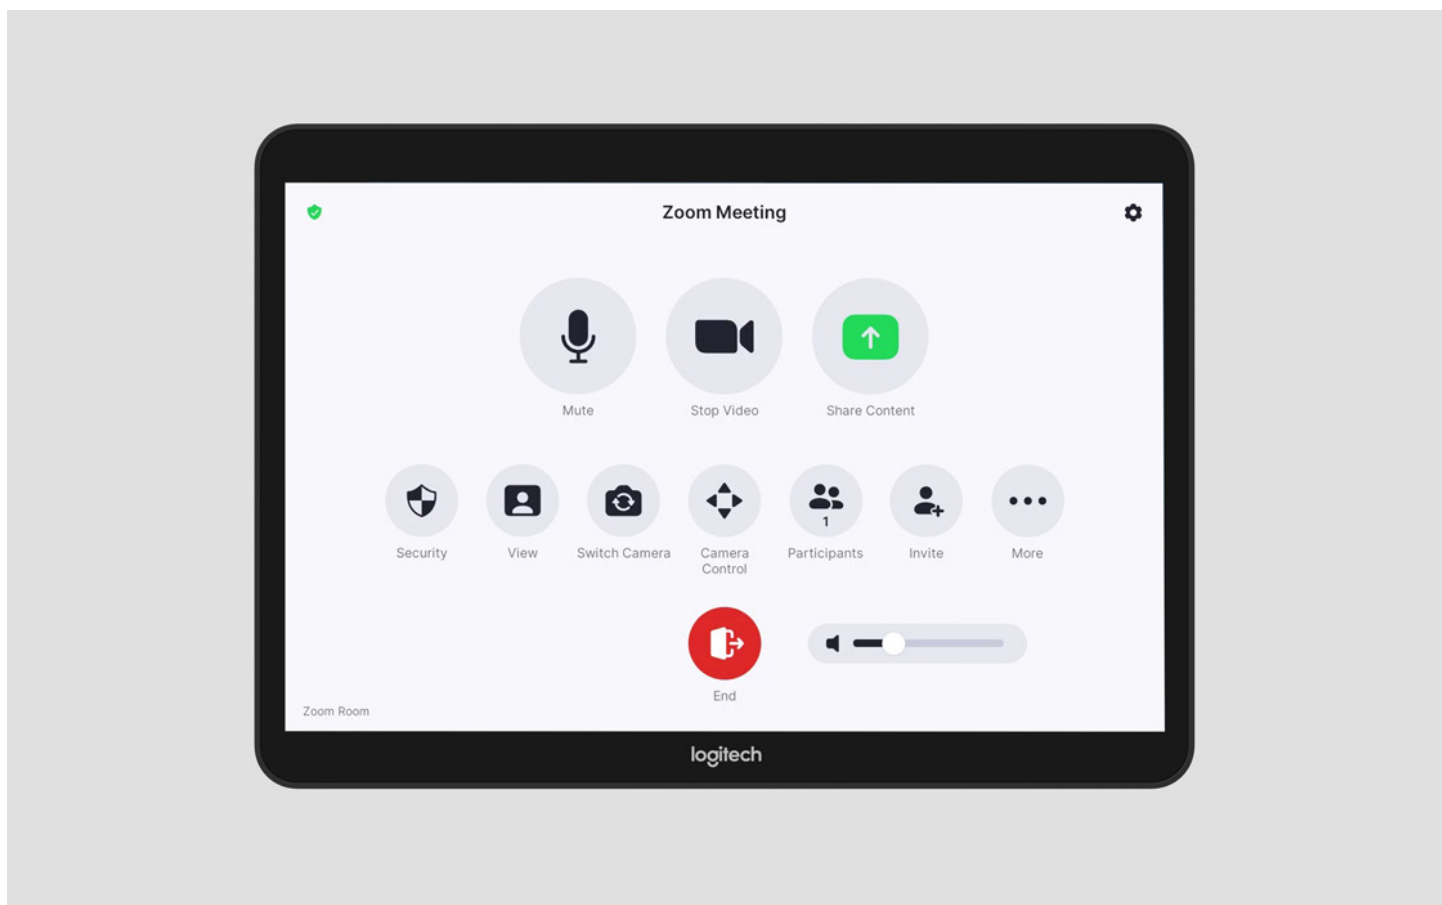 Zoom Meeting
Mute
Stop Video
Share Content
Security
View
Switch Camera
Camera
Control
Participants
1
Invite
More
End
Zoom Room
logitech